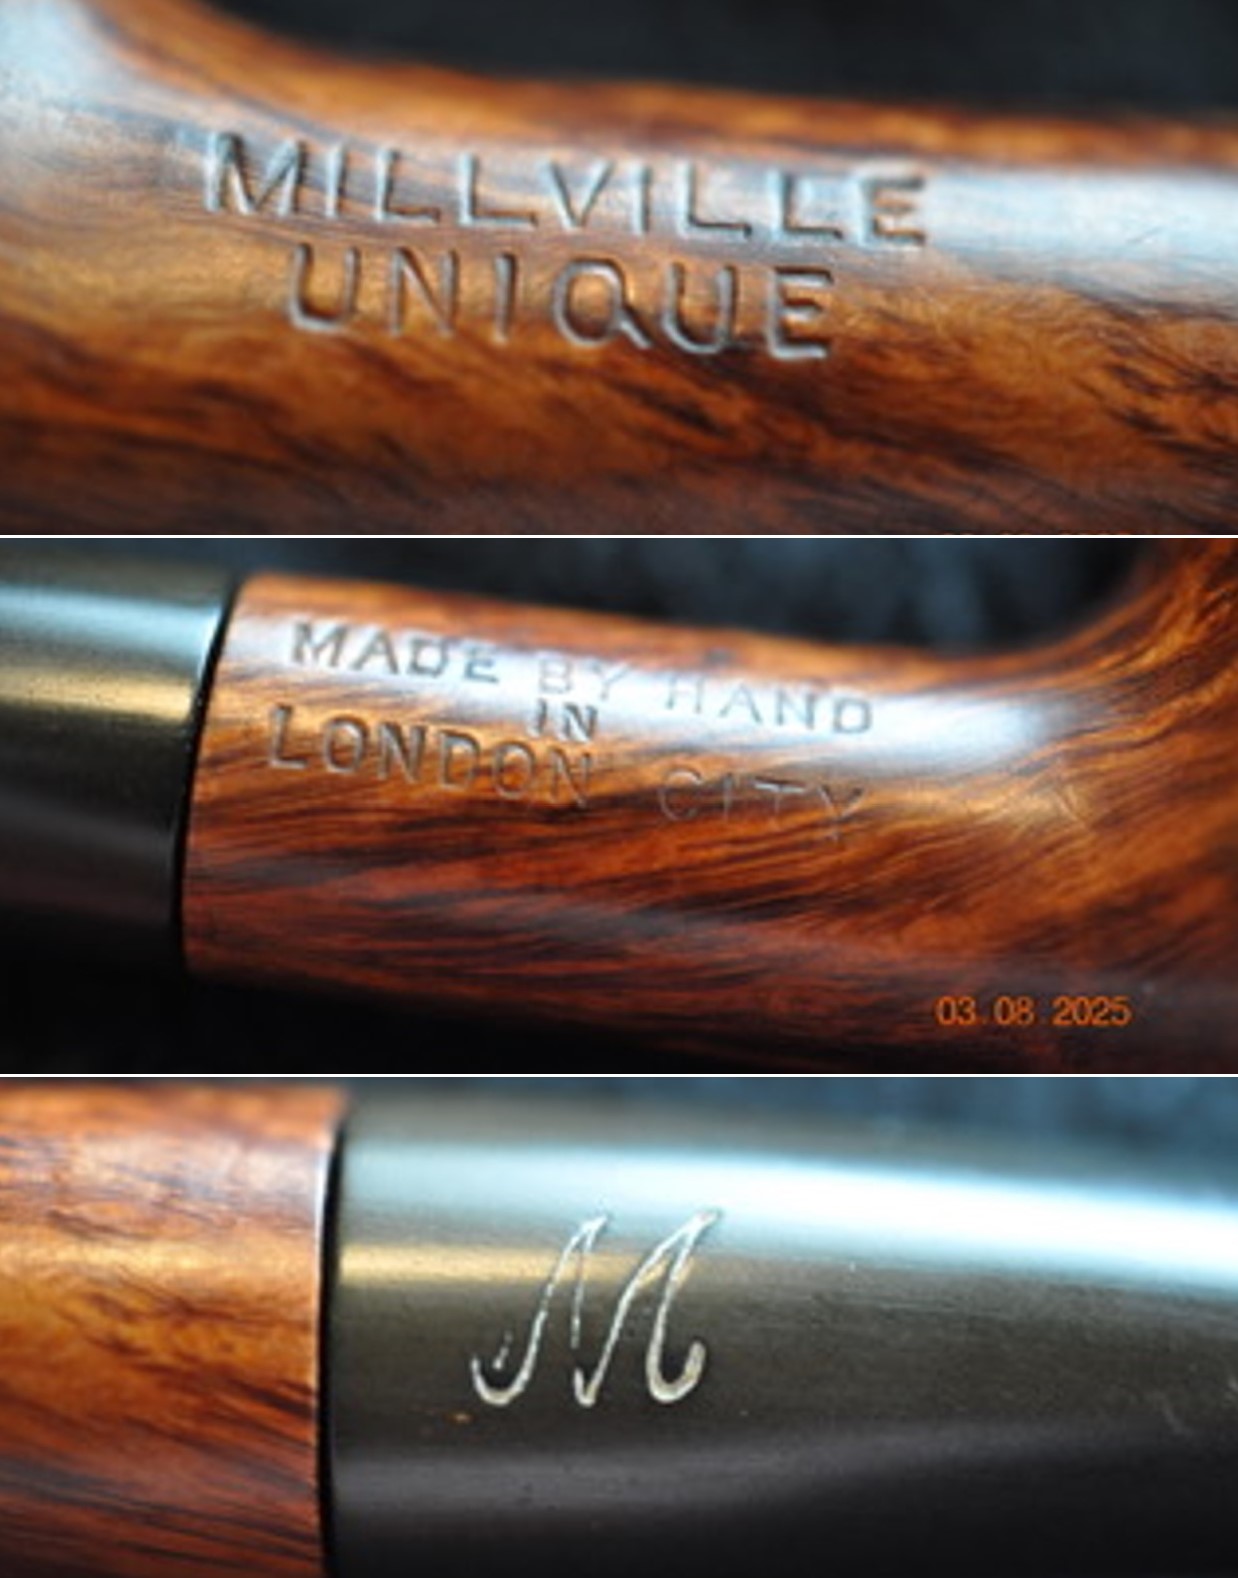 MILLVILLE
UNIQUE
MADE BY HAND
IN
LONDON CITY
03.08.2025
M